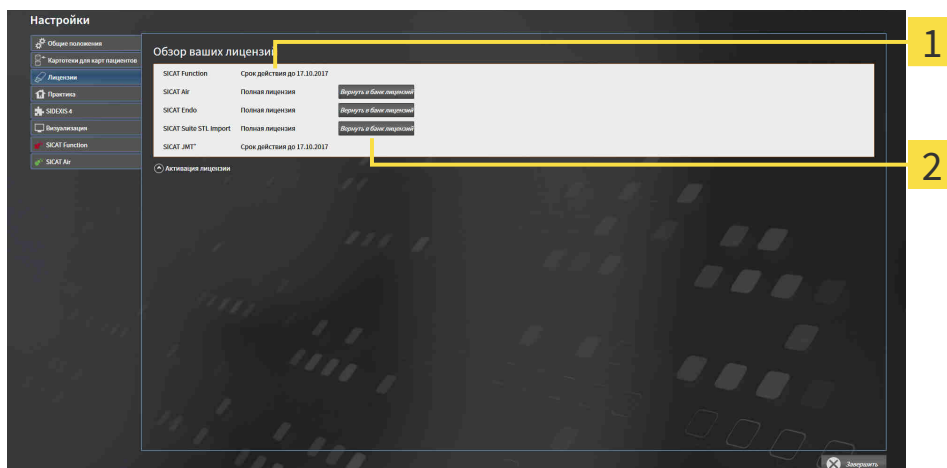 Настройки
Общие положения
Картотеки для карт пациентов
Лицензии
Практика
SIDEXIS 4
Визуализация
SICAT Function
SICAT Air
Обзор ваших лицензий
SICAT Function Срок действия до 17.10.2017
SICAT Air Полная лицензия Вернуть в банк лицензий
SICAT Endo Полная лицензия Вернуть в банк лицензий
SICAT Suite STL Import Полная лицензия Вернуть в банк лицензий
SICAT JMT⁺ Срок действия до 17.10.2017
Активация лицензии
Завершить
1
2